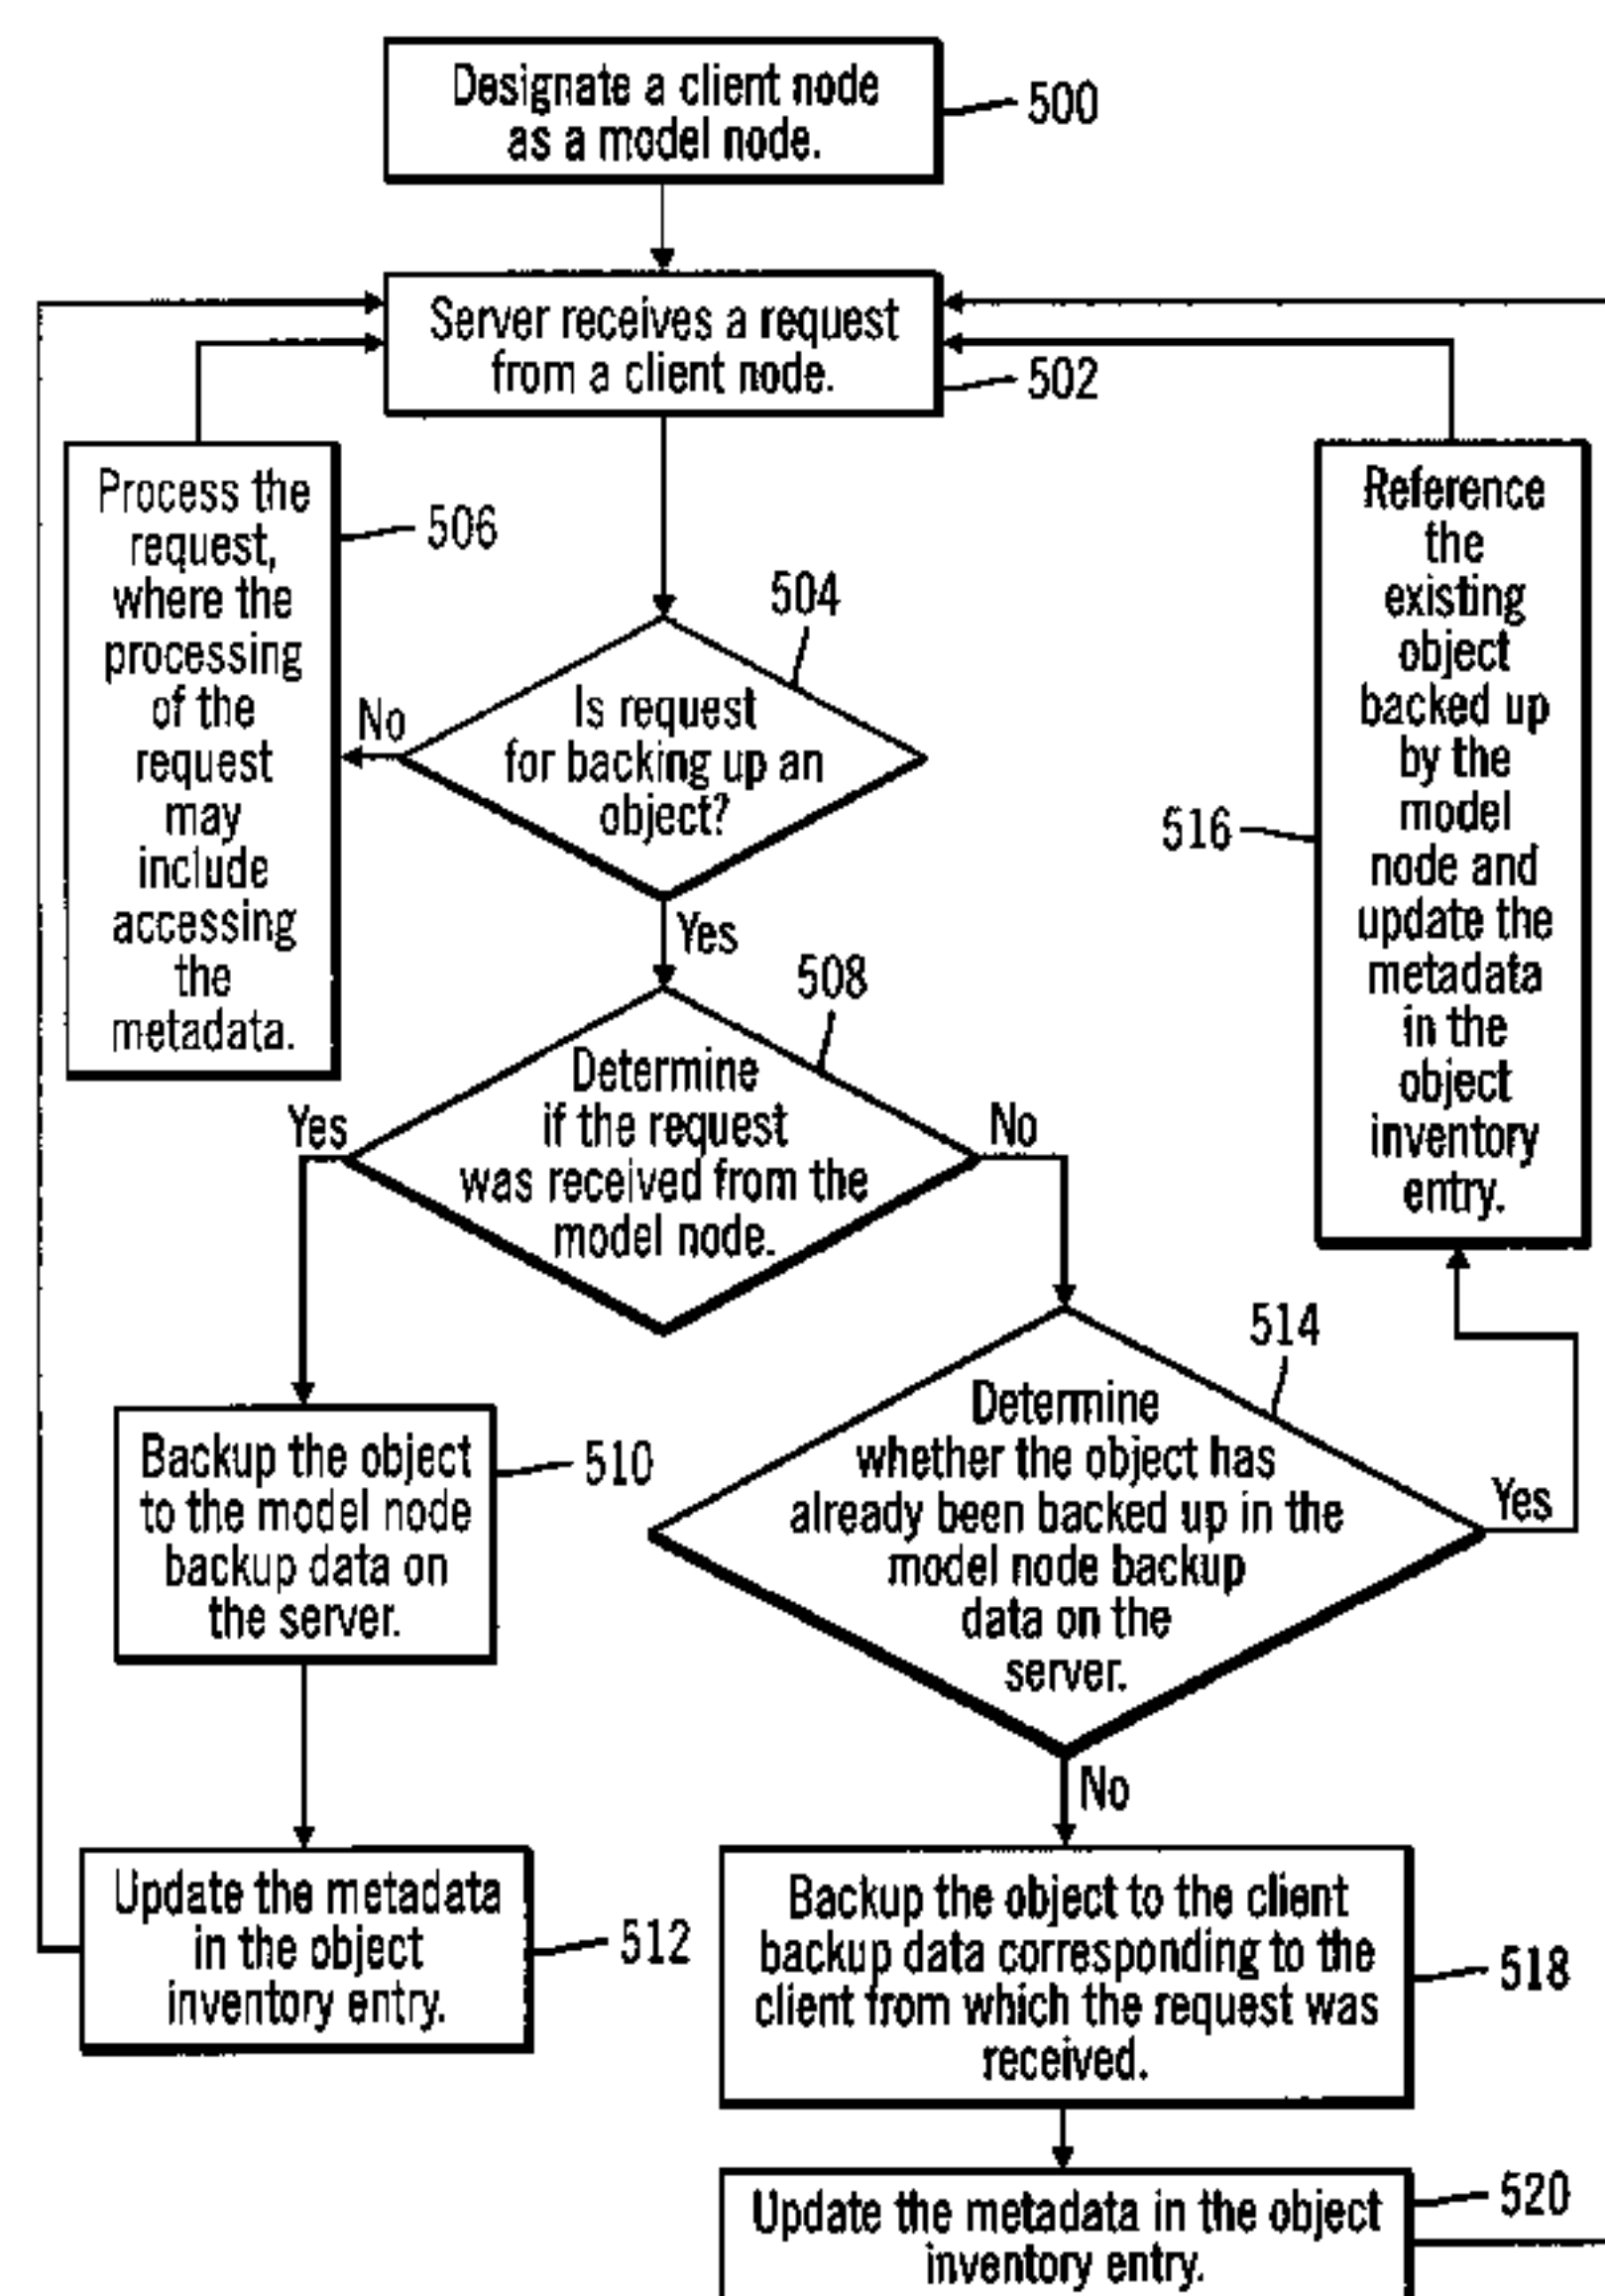 Designate a client node
as a model node.
500
Server receives a request
from a client node.
502
Process the
request,
where the
processing
of the
request
may
include
accessing
the
metadata.
506
504
Is request
for backing up an
object?
No
Yes
508
Determine
if the request
was received from the
model node.
Yes
No
Reference
the
existing
object
backed up
by the
model
node and
update the
metadata
in the
object
inventory
entry.
516
514
Determine
whether the object has
already been backed up in the
model node backup
data on the
server.
Yes
No
Backup the object
to the model node
backup data on
the server.
510
Update the metadata
in the object
inventory entry.
512
Backup the object to the client
backup data corresponding to the
client from which the request was
received.
518
Update the metadata in the object
inventory entry.
520